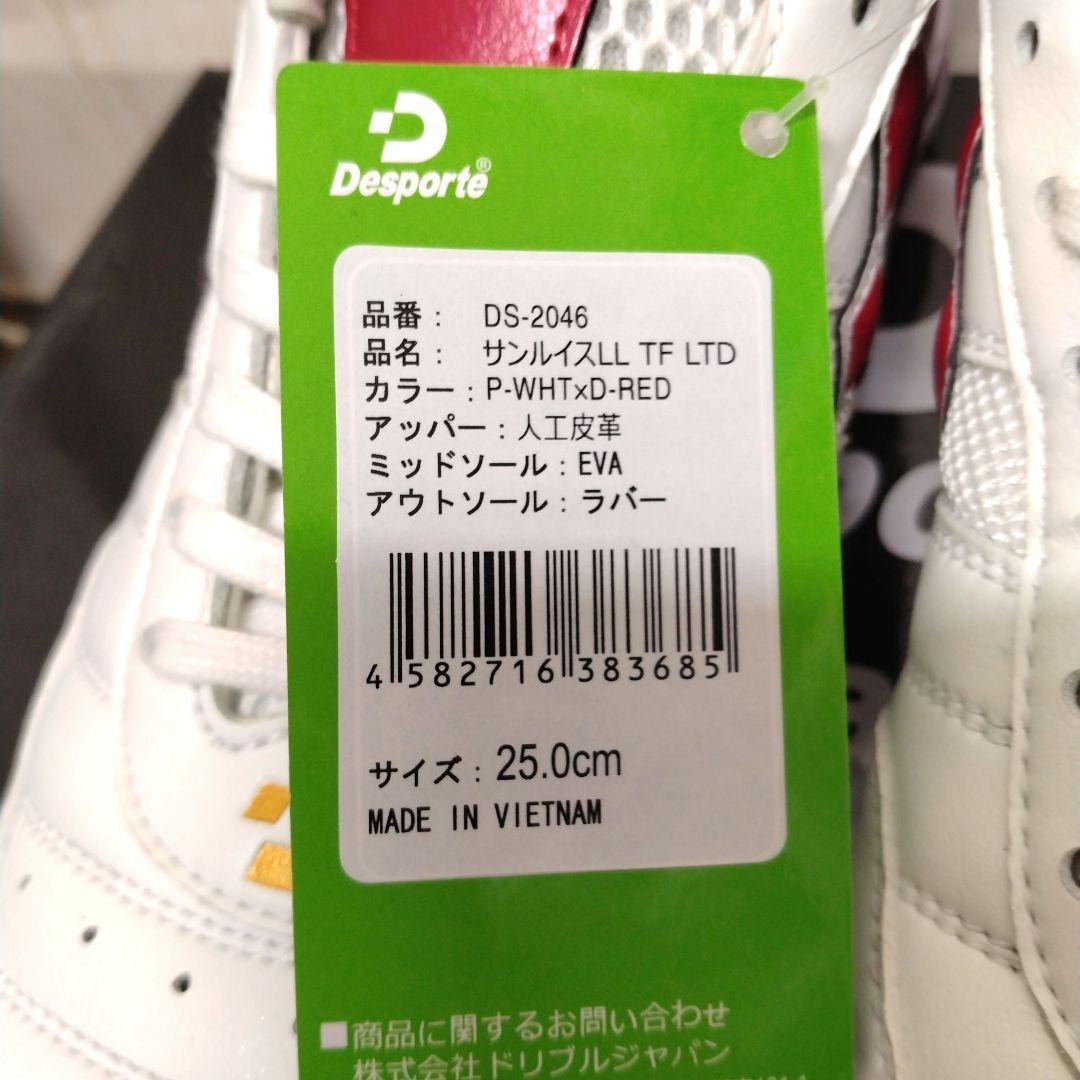 Desporte®
品番： DS-2046
品名： サンルイスLL TF LTD
カラー：P-WHT×D-RED
アッパー：人工皮革
ミッドソール：EVA
アウトソール：ラバー
4 582716 383685
サイズ：25.0cm
MADE IN VIETNAM
■商品に関するお問い合わせ
株式会社ドリブルジャパン